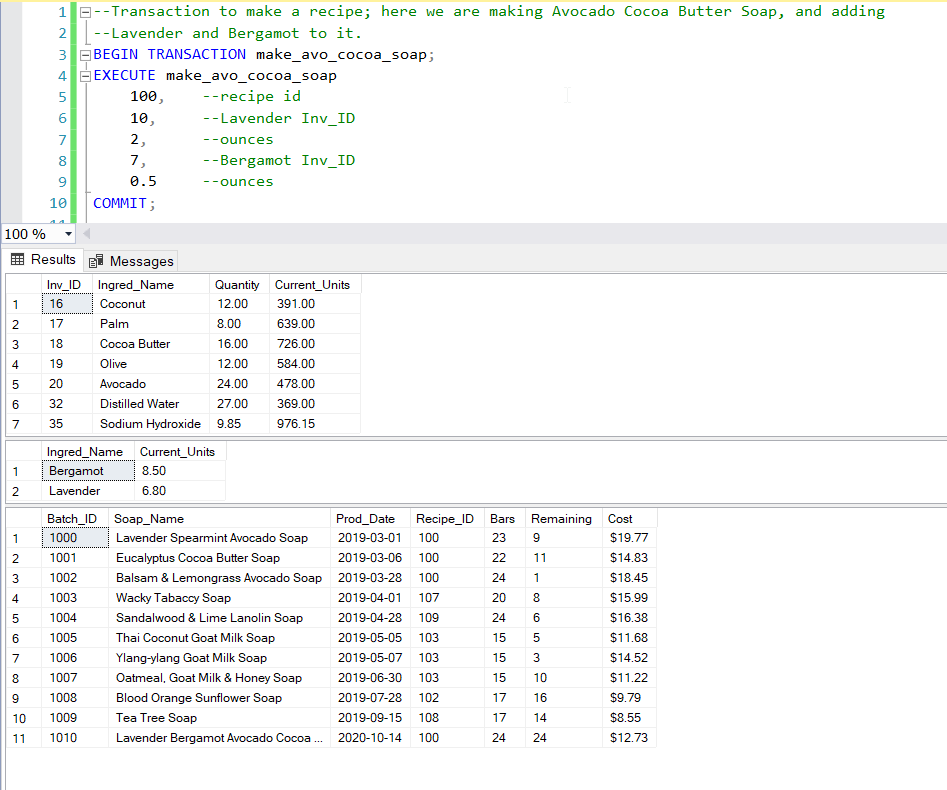 1 --Transaction to make a recipe; here we are making Avocado Cocoa Butter Soap, and adding
2 --Lavender and Bergamot to it.
3 BEGIN TRANSACTION make_avo_cocoa_soap;
4 EXECUTE make_avo_cocoa_soap
5 100, --recipe id
6 10, --Lavender Inv_ID
7 2, --ounces
8 7, --Bergamot Inv_ID
9 0.5 --ounces
10 COMMIT;
11
100 %
Results Messages
Inv_ID Ingred_Name Quantity Current_Units
1 16 Coconut 12.00 391.00
2 17 Palm 8.00 639.00
3 18 Cocoa Butter 16.00 726.00
4 19 Olive 12.00 584.00
5 20 Avocado 24.00 478.00
6 32 Distilled Water 27.00 369.00
7 35 Sodium Hydroxide 9.85 976.15
Ingred_Name Current_Units
1 Bergamot 8.50
2 Lavender 6.80
Batch_ID Soap_Name Prod_Date Recipe_ID Bars Remaining Cost
1 1000 Lavender Spearmint Avocado Soap 2019-03-01 100 23 9 $19.77
2 1001 Eucalyptus Cocoa Butter Soap 2019-03-06 100 22 11 $14.83
3 1002 Balsam & Lemongrass Avocado Soap 2019-03-28 100 24 1 $18.45
4 1003 Wacky Tabaccy Soap 2019-04-01 107 20 8 $15.99
5 1004 Sandalwood & Lime Lanolin Soap 2019-04-28 109 24 6 $16.38
6 1005 Thai Coconut Goat Milk Soap 2019-05-05 103 15 5 $11.68
7 1006 Ylang-ylang Goat Milk Soap 2019-05-07 103 15 3 $14.52
8 1007 Oatmeal, Goat Milk & Honey Soap 2019-06-30 103 15 10 $11.22
9 1008 Blood Orange Sunflower Soap 2019-07-28 102 17 16 $9.79
10 1009 Tea Tree Soap 2019-09-15 108 17 14 $8.55
11 1010 Lavender Bergamot Avocado Cocoa ... 2020-10-14 100 24 24 $12.73